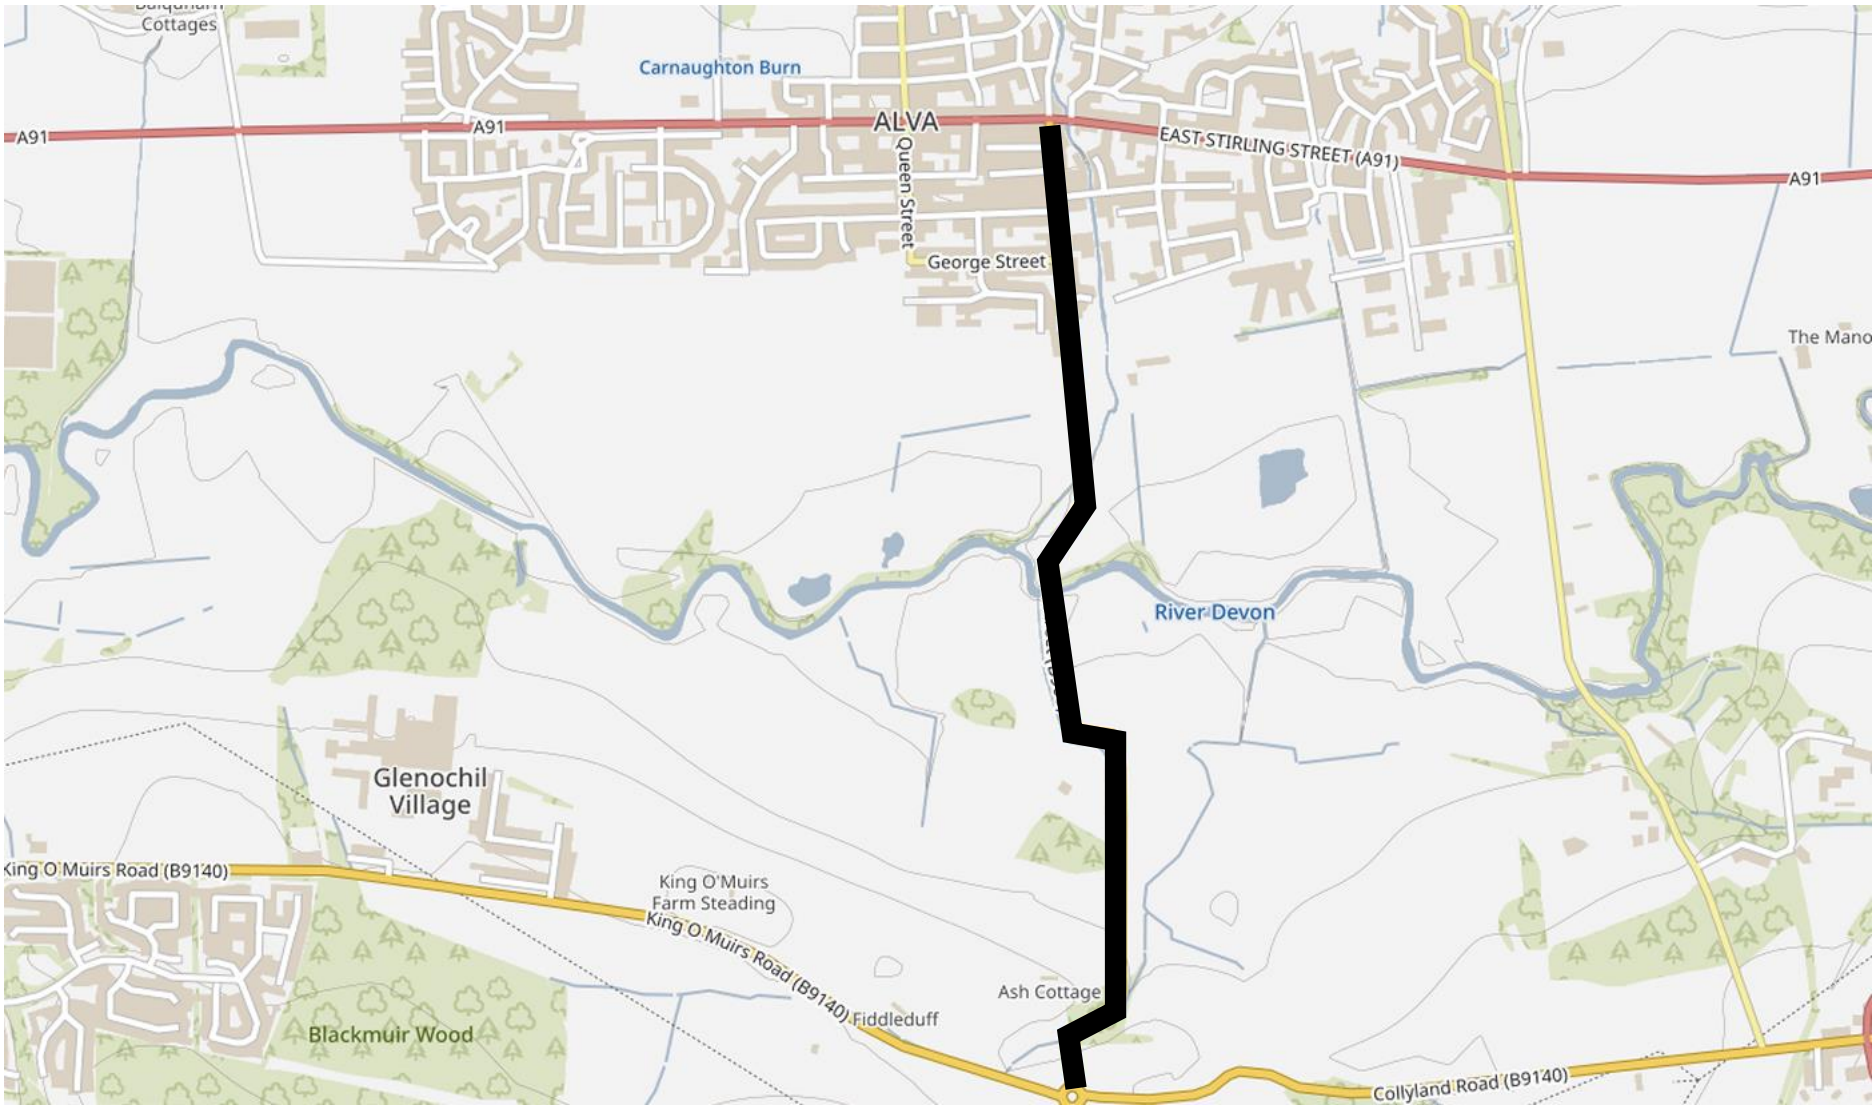 Cottages
Carnaughton Burn
A91
A91
ALVA
Queen Street
EAST STIRLING STREET (A91)
A91
George Street
The Mano
River Devon
Glenochil
Village
King O Muirs Road (B9140)
King O'Muirs
Farm Steading
King O Muirs Road (B9140)
Ash Cottage
Fiddleduff
Blackmuir Wood
Collyland Road (B9140)